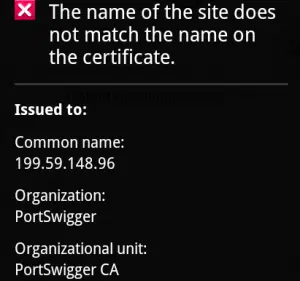 The name of the site does
not match the name on
the certificate.
Issued to:
Common name:
199.59.148.96
Organization:
PortSwigger
Organizational unit:
PortSwigger CA